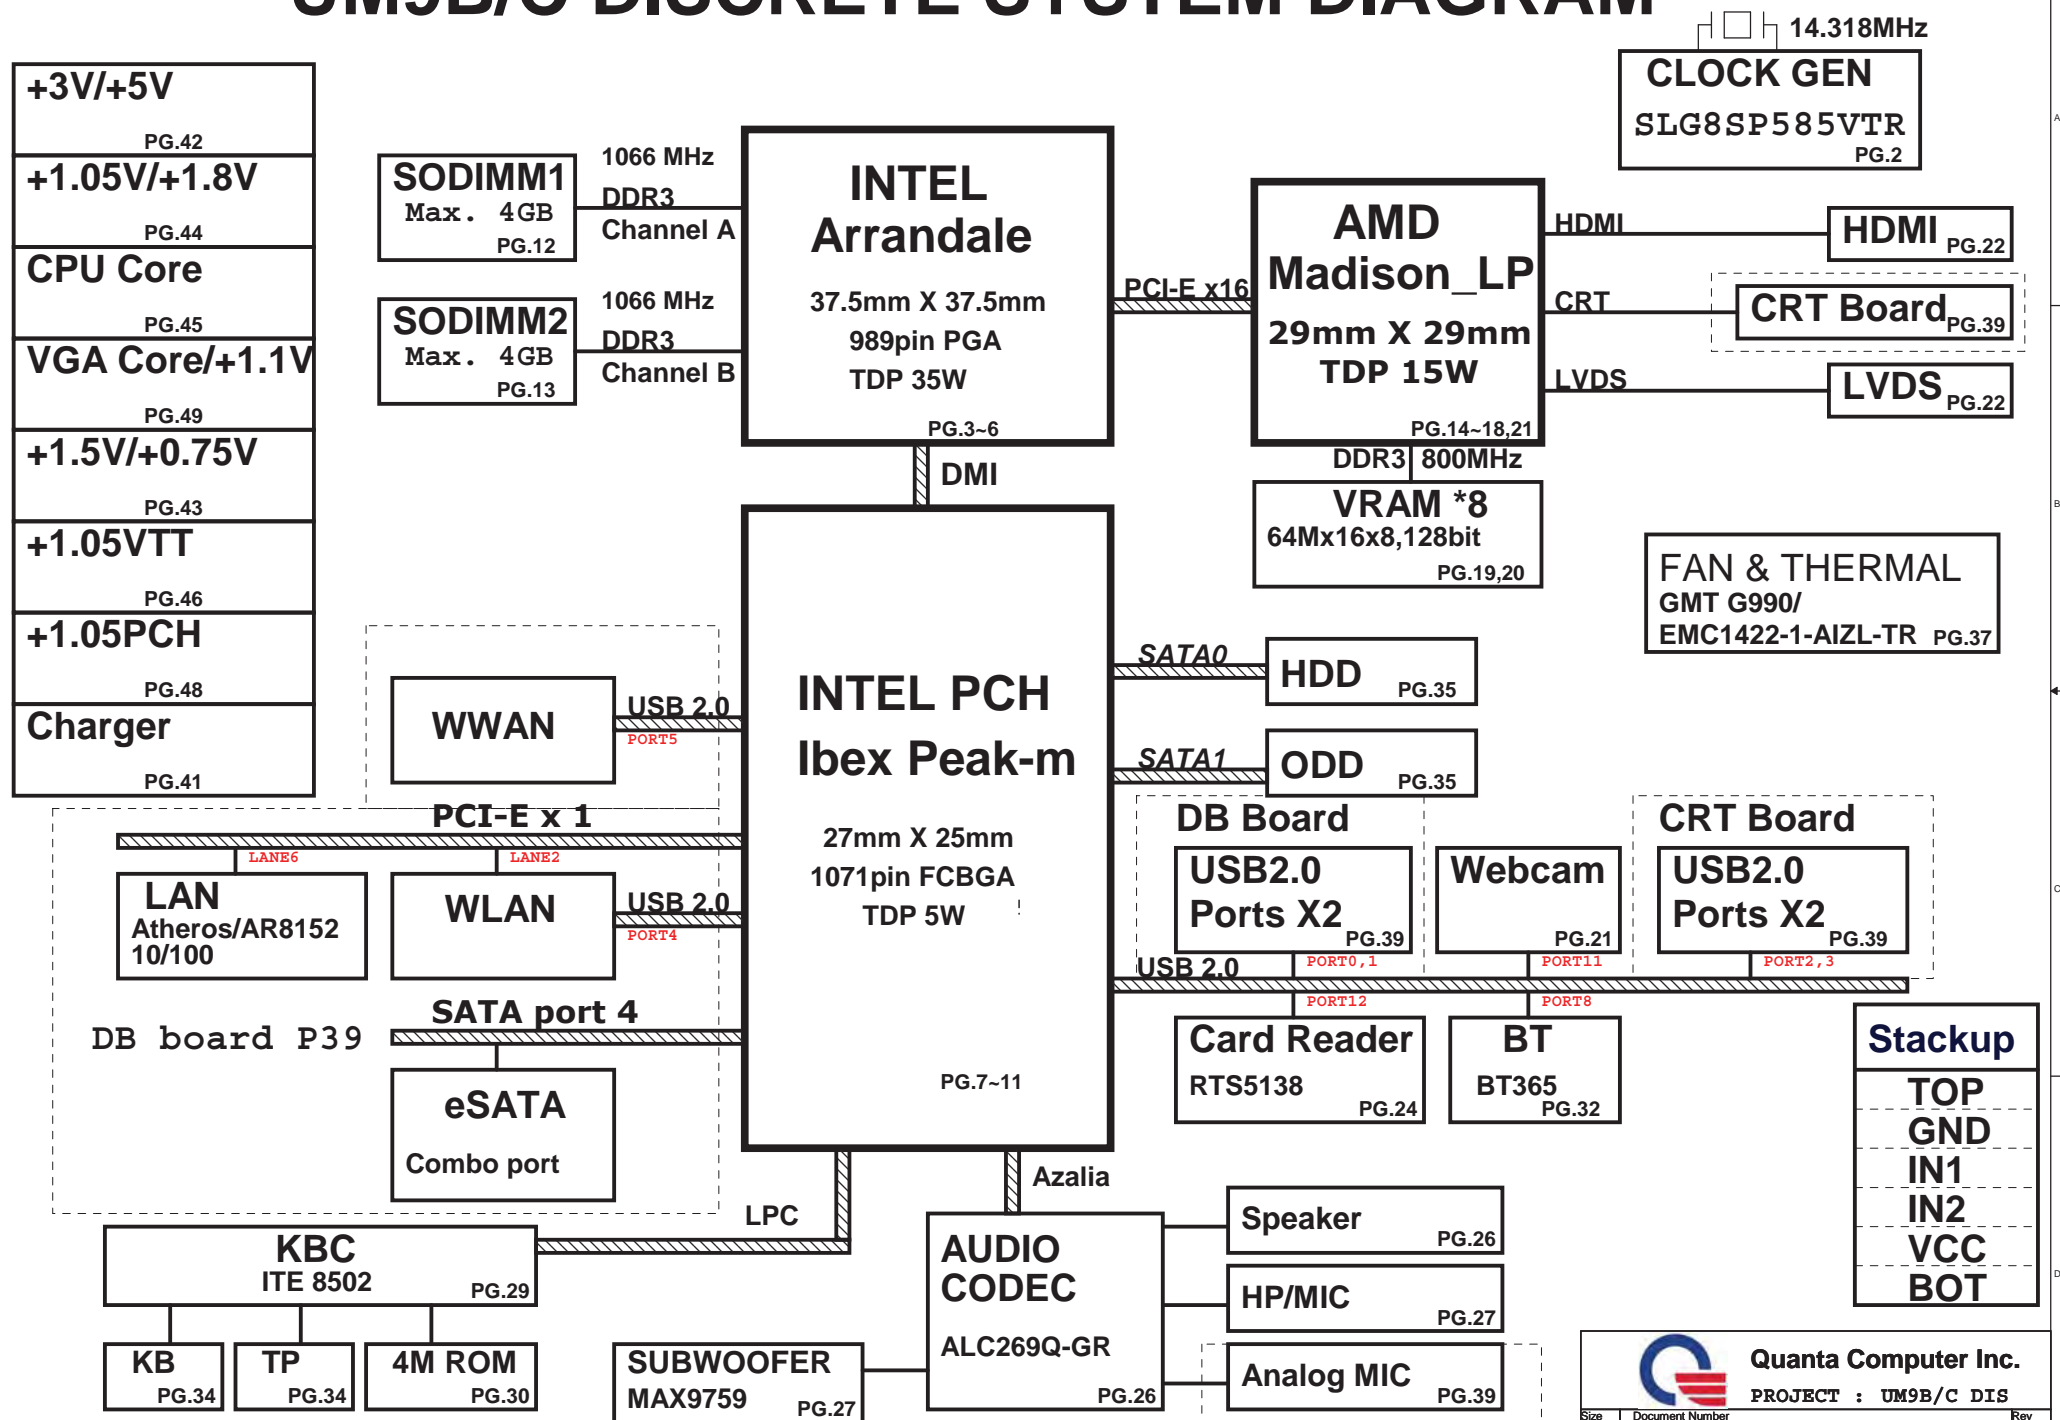 UM9B/C DISCRETE SYSTEM DIAGRAM
14.318MHz
CLOCK GEN
SLG8SP585VTR
PG.2
+3V/+5V
PG.42
+1.05V/+1.8V
PG.44
CPU Core
PG.45
VGA Core/+1.1V
PG.49
+1.5V/+0.75V
PG.43
+1.05VTT
PG.46
+1.05PCH
PG.48
Charger
PG.41
SODIMM1
Max. 4GB
PG.12
1066 MHz
DDR3
Channel A
SODIMM2
Max. 4GB
PG.13
1066 MHz
DDR3
Channel B
INTEL
Arrandale
37.5mm X 37.5mm
989pin PGA
TDP 35W
PG.3~6
PCI-E x16
AMD
Madison_LP
29mm X 29mm
TDP 15W
PG.14~18,21
HDMI
HDMI
PG.22
CRT
CRT Board
PG.39
LVDS
LVDS
PG.22
DDR3 800MHz
VRAM *8
64Mx16x8,128bit
PG.19,20
FAN & THERMAL
GMT G990/
EMC1422-1-AIZL-TR PG.37
DMI
INTEL PCH
Ibex Peak-m
27mm X 25mm
1071pin FCBGA
TDP 5W
PG.7~11
SATA0
HDD
PG.35
SATA1
ODD
PG.35
WWAN
USB 2.0
PORT5
PCI-E x 1
LANE6
LANE2
LAN
Atheros/AR8152
10/100
WLAN
USB 2.0
PORT4
SATA port 4
DB board P39
eSATA
Combo port
DB Board
USB2.0
Ports X2
PG.39
Webcam
PG.21
CRT Board
USB2.0
Ports X2
PG.39
USB 2.0
PORT0,1
PORT11
PORT2,3
PORT12
PORT8
Card Reader
RTS5138
PG.24
BT
BT365
PG.32
Stackup
TOP
GND
IN1
IN2
VCC
BOT
LPC
Azalia
KBC
ITE 8502
PG.29
KB
PG.34
TP
PG.34
4M ROM
PG.30
AUDIO
CODEC
ALC269Q-GR
PG.26
SUBWOOFER
MAX9759
PG.27
Speaker
PG.26
HP/MIC
PG.27
Analog MIC
PG.39
Quanta Computer Inc.
PROJECT : UM9B/C DIS
Size
Document Number
Rev
A
B
C
D